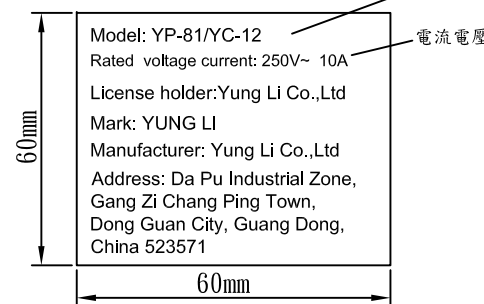 Model: YP-81/YC-12
Rated voltage current: 250V~ 10A
電流電壓
License holder:Yung Li Co.,Ltd
Mark: YUNG LI
Manufacturer: Yung Li Co.,Ltd
Address: Da Pu Industrial Zone,
Gang Zi Chang Ping Town,
Dong Guan City, Guang Dong,
China 523571
60mm
60mm